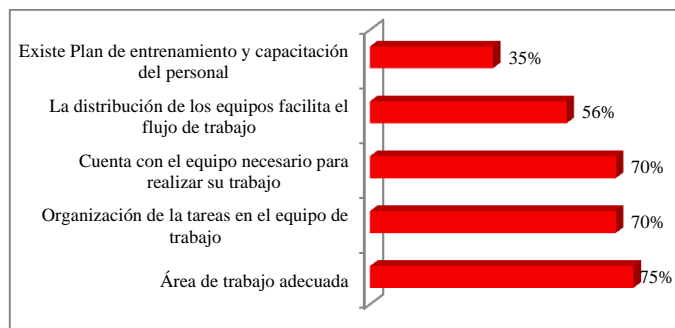 Existe Plan de entrenamiento y capacitación
del personal
35%
La distribución de los equipos facilita el
flujo de trabajo
56%
Cuenta con el equipo necesario para
realizar su trabajo
70%
Organización de la tareas en el equipo de
trabajo
70%
Área de trabajo adecuada
75%